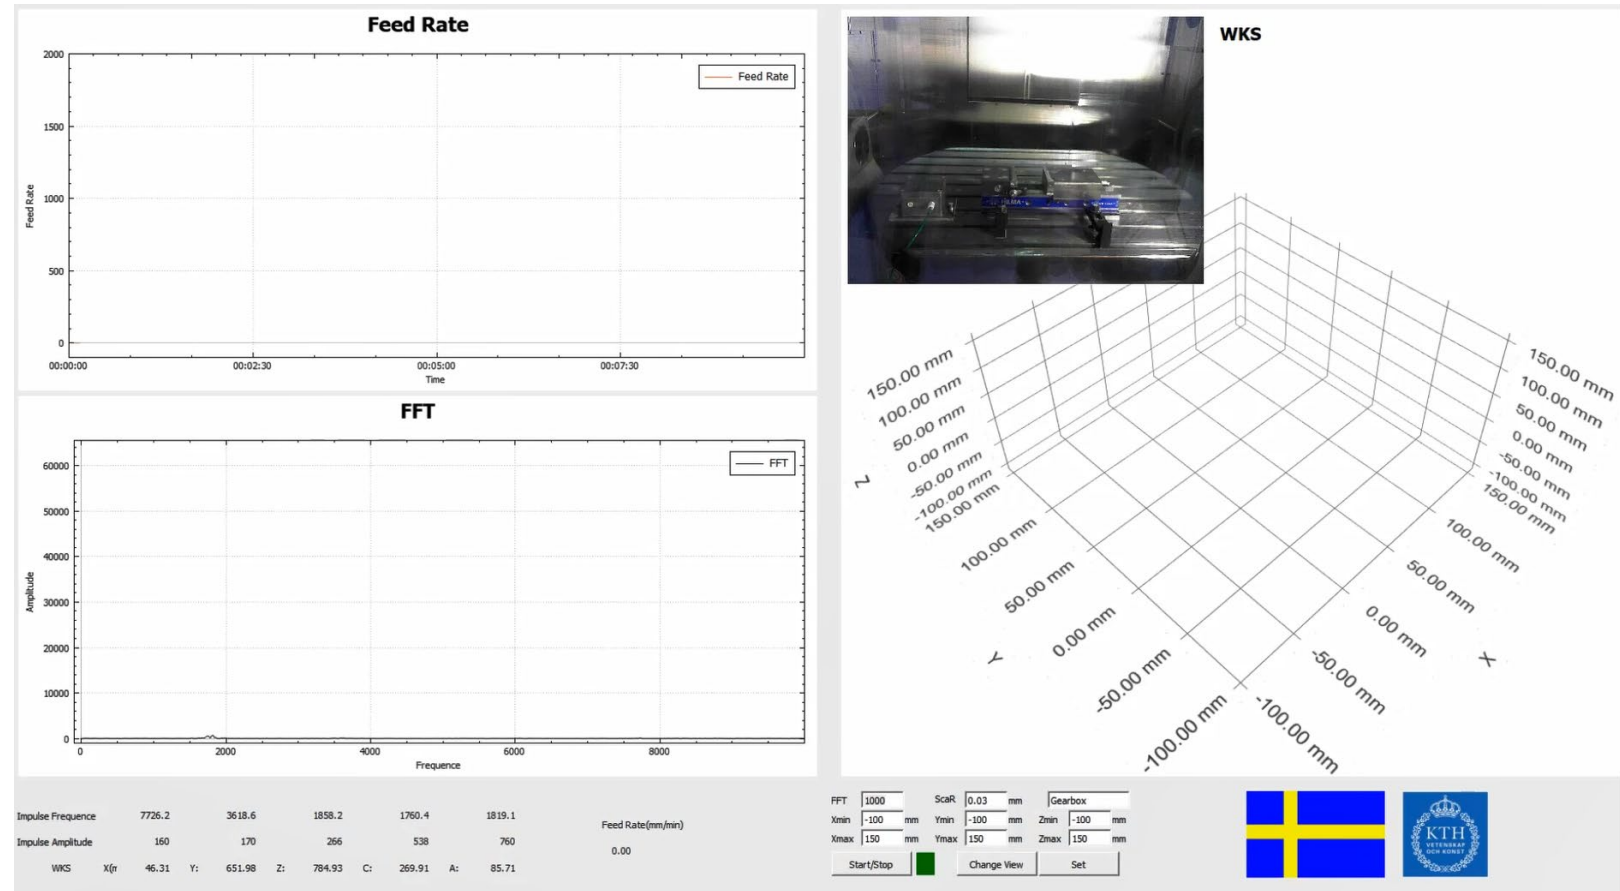 Feed Rate
2000
Feed Rate
1500
1000
Feed Rate
500
0
00:00:00 00:02:30 00:05:00 00:07:30
Time
FFT
60000
FFT
50000
40000
30000
Amplitude
20000
10000
0
0 2000 4000 6000 8000
Frequence
WKS
150.00 mm
100.00 mm
50.00 mm
0.00 mm
-50.00 mm
-100.00 mm
Z
150.00 mm
100.00 mm
50.00 mm
0.00 mm
-50.00 mm
-100.00 mm
Y
150.00 mm
100.00 mm
50.00 mm
0.00 mm
-50.00 mm
-100.00 mm
150.00 mm
100.00 mm
50.00 mm
0.00 mm
-50.00 mm
-100.00 mm
X
Impulse Frequence 7726.2 3618.6 1858.2 1760.4 1819.1
Impulse Amplitude 160 170 266 538 760
WKS X(m 46.31 Y: 651.98 Z: 784.93 C: 269.91 A: 85.71
Feed Rate(mm/min)
0.00
FFT 1000 ScaR 0.03 mm Gearbox
Xmin -100 mm Ymin -100 mm Zmin -100 mm
Xmax 150 mm Ymax 150 mm Zmax 150 mm
Start/Stop Change View Set
KTH
VETENSKAP
OCH KONST